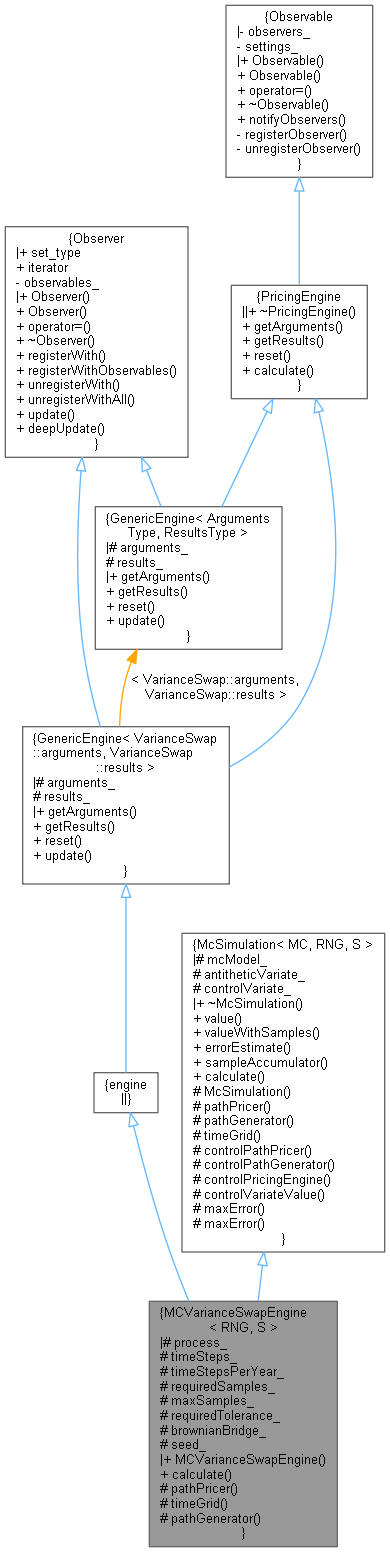 {Observable
|- observers_
- settings_
|+ Observable()
+ Observable()
+ operator=()
+ ~Observable()
+ notifyObservers()
- registerObserver()
- unregisterObserver()
}
{Observer
|+ set_type
+ iterator
- observables_
|+ Observer()
+ Observer()
+ operator=()
+ ~Observer()
+ registerWith()
+ registerWithObservables()
+ unregisterWith()
+ unregisterWithAll()
+ update()
+ deepUpdate()
}
{PricingEngine
||+ ~PricingEngine()
+ getArguments()
+ getResults()
+ reset()
+ calculate()
}
{GenericEngine< Arguments
Type, ResultsType >
|# arguments_
# results_
|+ getArguments()
+ getResults()
+ reset()
+ update()
}
< VarianceSwap::arguments,
VarianceSwap::results >
{GenericEngine< VarianceSwap
::arguments, VarianceSwap
::results >
|# arguments_
# results_
|+ getArguments()
+ getResults()
+ reset()
+ update()
}
{McSimulation< MC, RNG, S >
|# mcModel_
# antitheticVariate_
# controlVariate_
|+ ~McSimulation()
+ value()
+ valueWithSamples()
+ errorEstimate()
+ sampleAccumulator()
+ calculate()
# McSimulation()
# pathPricer()
# pathGenerator()
# timeGrid()
# controlPathPricer()
# controlPathGenerator()
# controlPricingEngine()
# controlVariateValue()
# maxError()
# maxError()
}
{engine
||}
{MCVarianceSwapEngine
< RNG, S >
|# process_
# timeSteps_
# timeStepsPerYear_
# requiredSamples_
# maxSamples_
# requiredTolerance_
# brownianBridge_
# seed_
|+ MCVarianceSwapEngine()
+ calculate()
# pathPricer()
# timeGrid()
# pathGenerator()
}